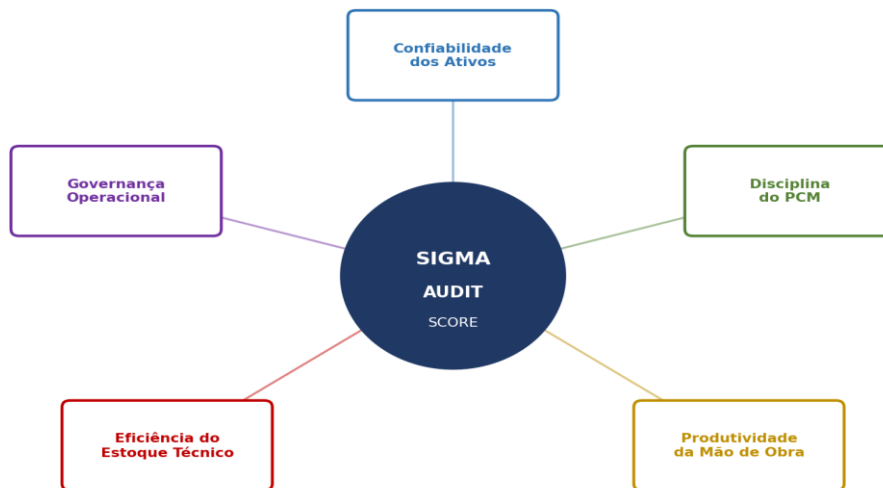 Confiabilidade
dos Ativos
Governança
Operacional
Disciplina
do PCM
SIGMA
AUDIT
SCORE
Eficiência do
Estoque Técnico
Produtividade
da Mão de Obra